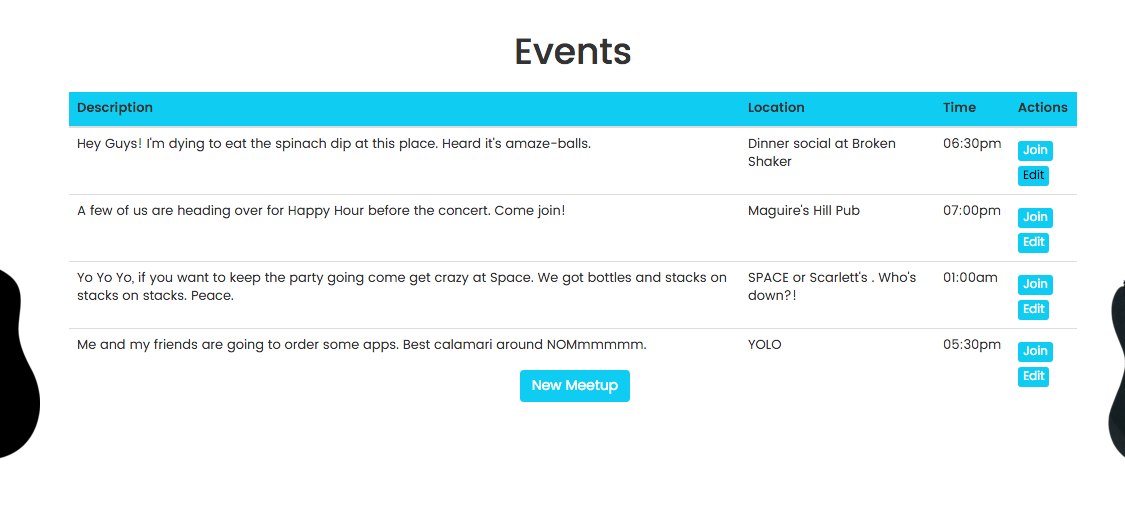 Events
Description Location Time Actions
Hey Guys! I'm dying to eat the spinach dip at this place. Heard it's amaze-balls. Dinner social at Broken 06:30pm Join
Shaker
Edit
A few of us are heading over for Happy Hour before the concert. Come join! Maguire's Hill Pub 07:00pm Join
Edit
Yo Yo Yo, if you want to keep the party going come get crazy at Space. We got bottles and stacks on SPACE or Scarlett's . Who's 01:00am Join
stacks on stacks. Peace. down?!
Edit
Me and my friends are going to order some apps. Best calamari around NOMmmmmm. YOLO 05:30pm Join
Edit
New Meetup